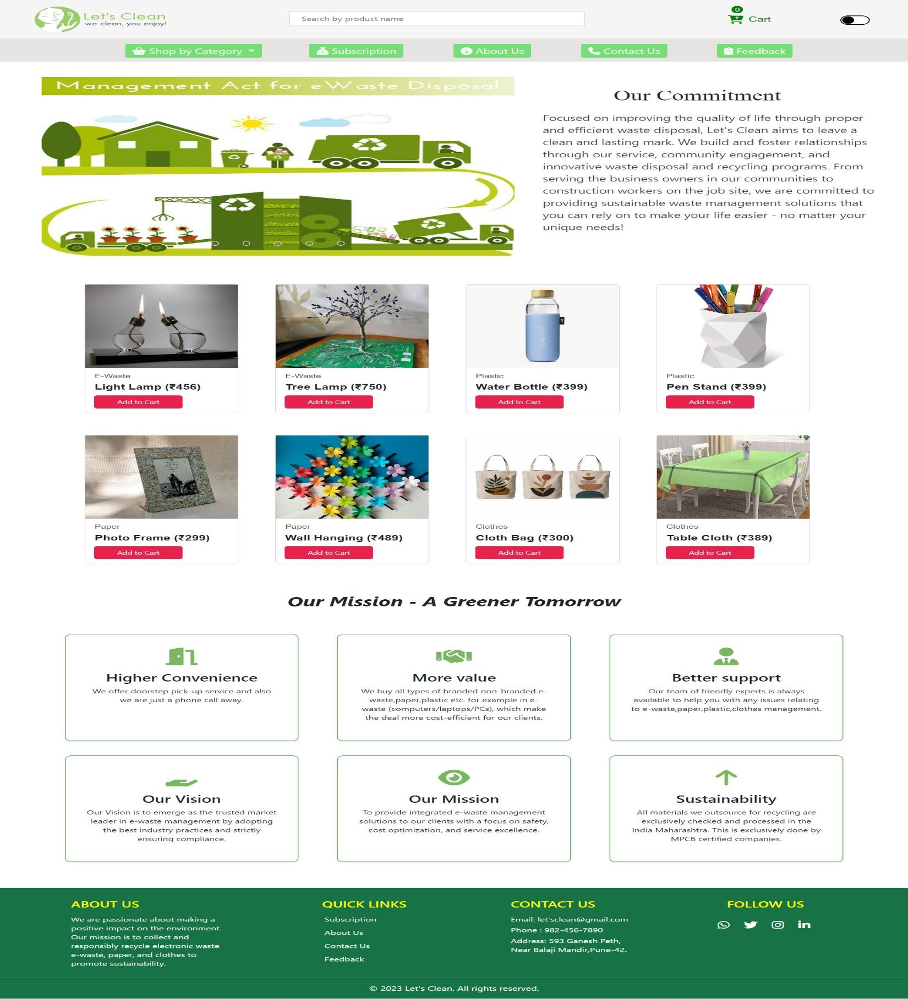 Let's Clean
we clean, you enjoy!
Search by product name
0
Cart
Shop by Category
Subscription
About Us
Contact Us
Feedback
Management Act for eWaste Disposal
Our Commitment
Focused on improving the quality of life through proper
and efficient waste disposal, Let's Clean aims to leave a
clean and lasting mark. We build and foster relationships
through our service, community engagement, and
innovative waste disposal and recycling programs. From
serving the business owners in our communities to
construction workers on the job site, we are committed to
providing sustainable waste management solutions that
you can rely on to make your life easier - no matter your
unique needs!
E-Waste
Light Lamp (₹456)
Add to Cart
E-Waste
Tree Lamp (₹750)
Add to Cart
Plastic
Water Bottle (₹399)
Add to Cart
Plastic
Pen Stand (₹399)
Add to Cart
Paper
Photo Frame (₹299)
Add to Cart
Paper
Wall Hanging (₹489)
Add to Cart
Clothes
Cloth Bag (₹300)
Add to Cart
Clothes
Table Cloth (₹389)
Add to Cart
Our Mission - A Greener Tomorrow
Higher Convenience
We offer doorstep pick-up service and also
we are just a phone call away.
More value
We buy all types of branded non-branded e-
waste,paper,plastic etc. for example in e-
waste (computers/laptops/PCs), which make
the deal more cost-efficient for our clients.
Better support
Our team of friendly experts is always
available to help you with any issues relating
to e-waste,paper,plastic,clothes management.
Our Vision
Our Vision is to emerge as the trusted market
leader in e-waste management by adopting
the best industry practices and strictly
ensuring compliance.
Our Mission
To provide integrated e-waste management
solutions to our clients with a focus on safety,
cost optimization, and service excellence.
Sustainability
All materials we outsource for recycling are
exclusively checked and processed in the
India Maharashtra. This is exclusively done by
MPCB certified companies.
ABOUT US
We are passionate about making a
positive impact on the environment.
Our mission is to collect and
responsibly recycle electronic waste
e-waste, paper, and clothes to
promote sustainability.
QUICK LINKS
Subscription
About Us
Contact Us
Feedback
CONTACT US
Email: let'sclean@gmail.com
Phone : 982-456-7890
Address: 593 Ganesh Peth,
Near Balaji Mandir,Pune-42.
FOLLOW US
© 2023 Let's Clean. All rights reserved.